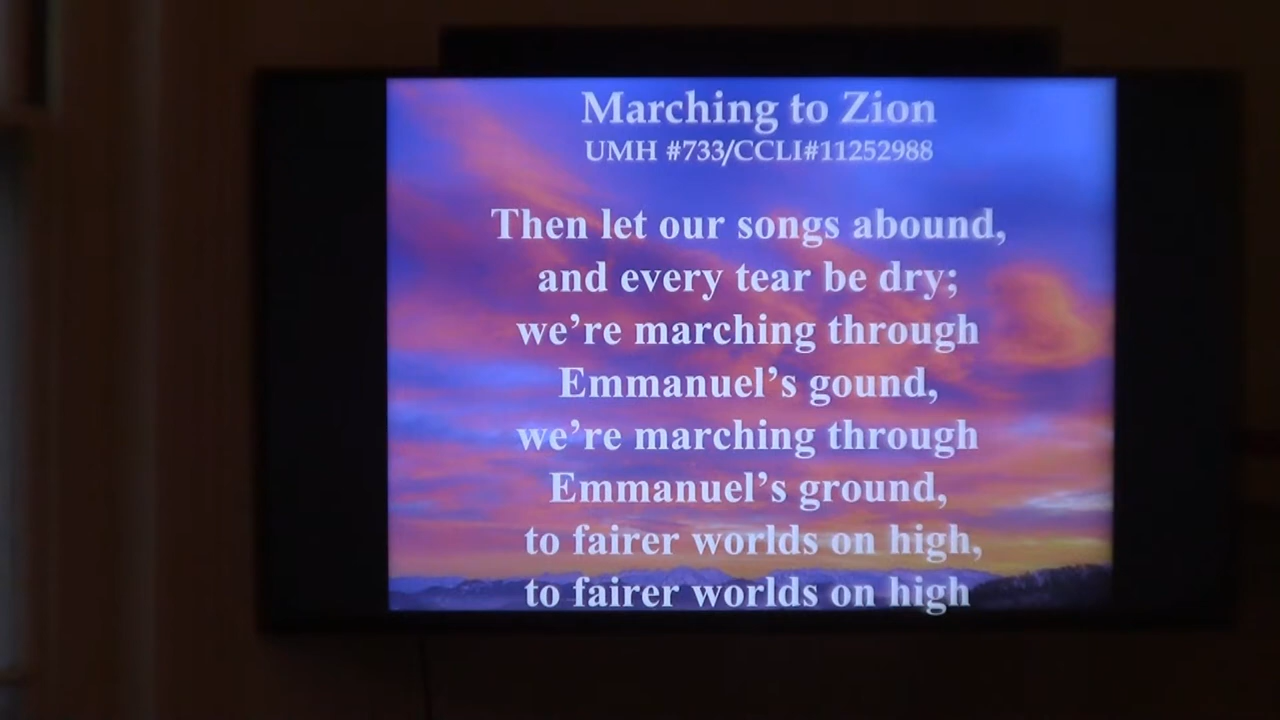 Marching to Zion
UMH #733/CCLI#11252988
Then let our songs abound,
and every tear be dry;
we’re marching through
Emmanuel’s gound,
we’re marching through
Emmanuel’s ground,
to fairer worlds on high,
to fairer worlds on high